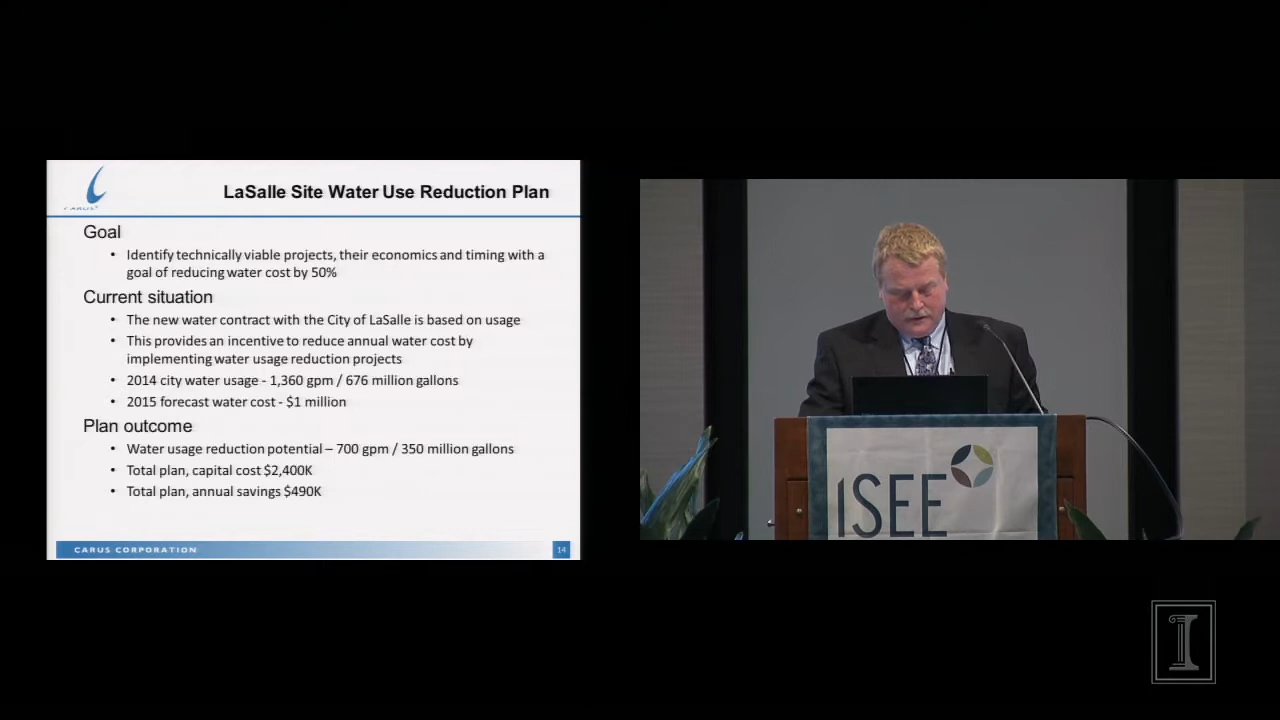 LaSalle Site Water Use Reduction Plan
CARUS
Goal
• Identify technically viable projects, their economics and timing with a
goal of reducing water cost by 50%
Current situation
• The new water contract with the City of LaSalle is based on usage
• This provides an incentive to reduce annual water cost by
implementing water usage reduction projects
• 2014 city water usage - 1,360 gpm / 676 million gallons
• 2015 forecast water cost - $1 million
Plan outcome
• Water usage reduction potential – 700 gpm / 350 million gallons
• Total plan, capital cost $2,400K
• Total plan, annual savings $490K
CARUS CORPORATION
14
iSEE
I